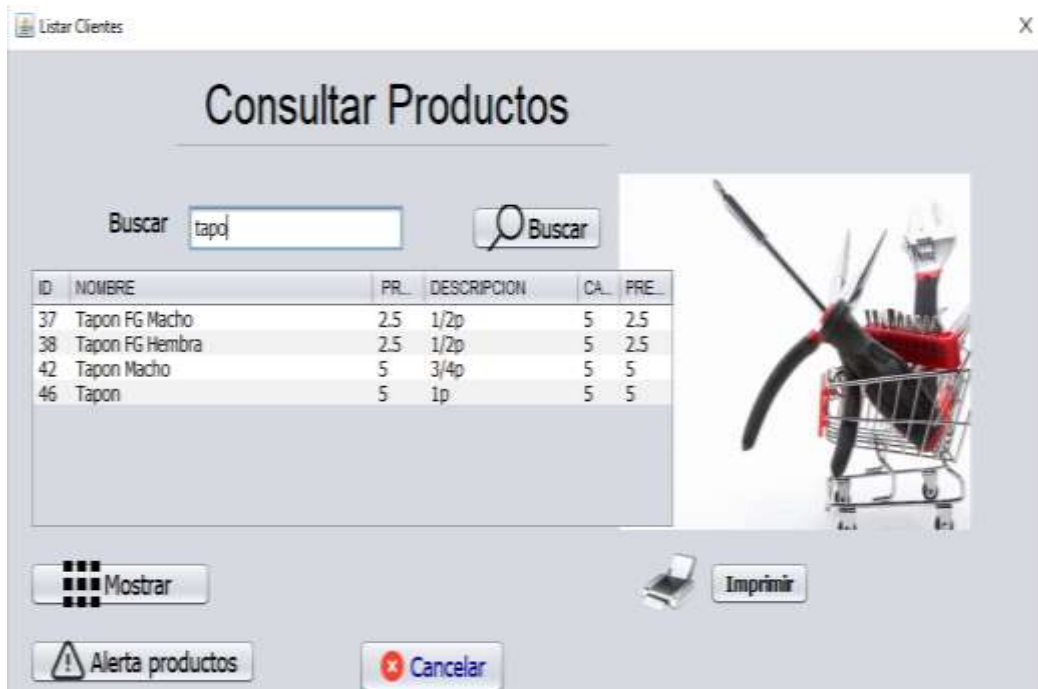 Listar Clientes
X
Consultar Productos
Buscar
tapo
Buscar
ID NOMBRE PR... DESCRIPCION CA... PRE...
37 Tapon FG Macho 2.5 1/2p 5 2.5
38 Tapon FG Hembra 2.5 1/2p 5 2.5
42 Tapon Macho 5 3/4p 5 5
46 Tapon 5 1p 5 5
Mostrar
Imprimir
Alerta productos
Cancelar